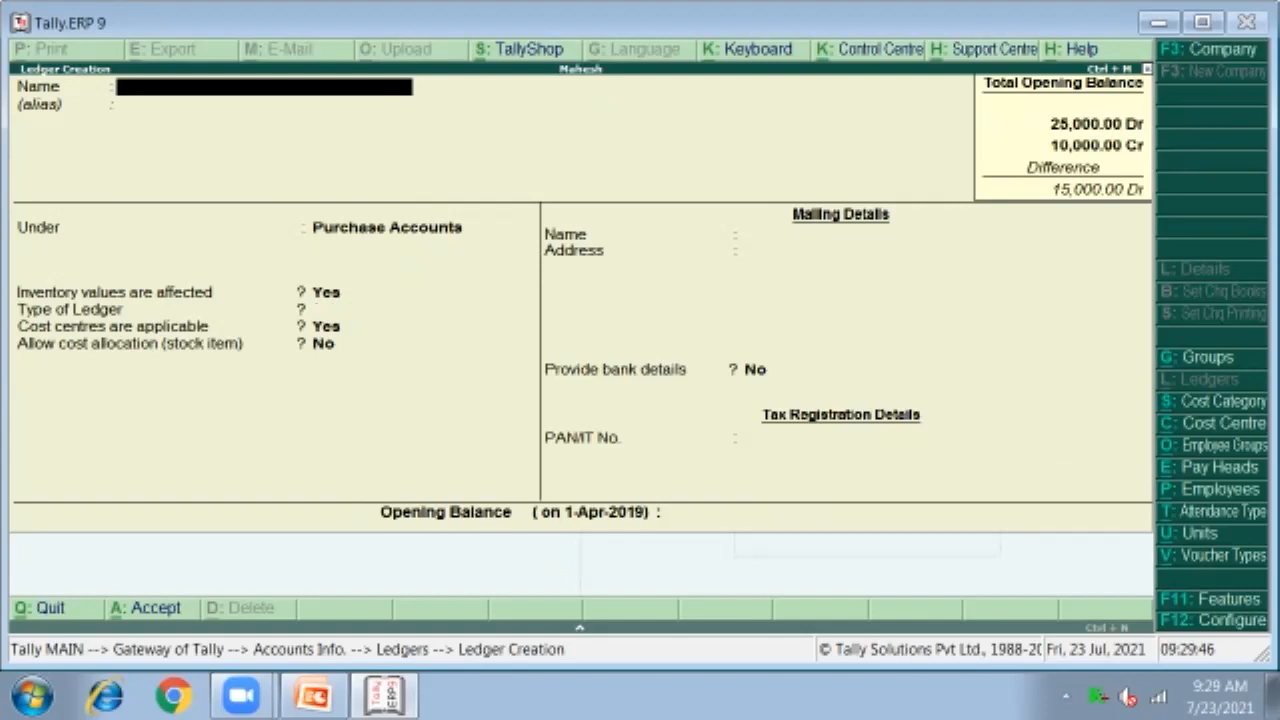 Tally.ERP 9
P: Print E: Export M: E-Mail O: Upload S: TallyShop G: Language K: Keyboard K: Control Centre H: Support Centre H: Help F3: Company
Ledger Creation Mahesh Ctrl + M F3: New Company
Name :
(alias) :
Total Opening Balance
25,000.00 Dr
10,000.00 Cr
Difference
15,000.00 Dr
Under : Purchase Accounts
Inventory values are affected ? Yes
Type of Ledger ?
Cost centres are applicable ? Yes
Allow cost allocation (stock item) ? No
Mailing Details
Name :
Address :
Provide bank details ? No
Tax Registration Details
PAN/IT No. :
Opening Balance ( on 1-Apr-2019) :
L: Details
B: Set Chq Books
S: Set Chq Printing
G: Groups
L: Ledgers
S: Cost Category
C: Cost Centre
O: Employee Groups
E: Pay Heads
P: Employees
T: Attendance Type
U: Units
V: Voucher Types
F11: Features
F12: Configure
Q: Quit A: Accept D: Delete
Ctrl + N
Tally MAIN --> Gateway of Tally --> Accounts Info. --> Ledgers --> Ledger Creation © Tally Solutions Pvt Ltd., 1988-20 Fri, 23 Jul, 2021 09:29:46
Tally ERP9
9:29 AM
7/23/2021